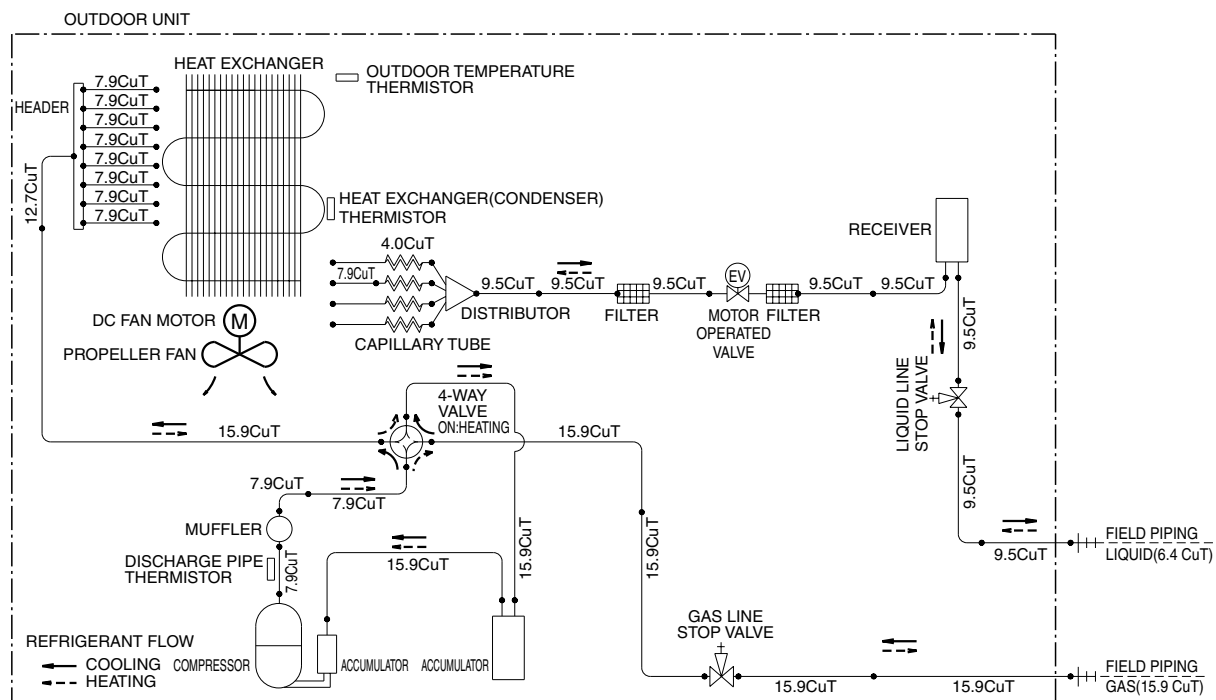 OUTDOOR UNIT
HEAT EXCHANGER
OUTDOOR TEMPERATURE
THERMISTOR
HEADER
7.9CuT
7.9CuT
7.9CuT
7.9CuT
7.9CuT
7.9CuT
7.9CuT
7.9CuT
12.7CuT
HEAT EXCHANGER(CONDENSER)
THERMISTOR
4.0CuT
7.9CuT
CAPILLARY TUBE
DISTRIBUTOR
9.5CuT
9.5CuT
FILTER
9.5CuT
EV
MOTOR
OPERATED
VALVE
FILTER
9.5CuT
9.5CuT
RECEIVER
9.5CuT
LIQUID LINE
STOP VALVE
9.5CuT
9.5CuT
FIELD PIPING
LIQUID(6.4 CuT)
DC FAN MOTOR
M
PROPELLER FAN
4-WAY
VALVE
ON:HEATING
15.9CuT
15.9CuT
7.9CuT
7.9CuT
MUFFLER
DISCHARGE PIPE
THERMISTOR
7.9CuT
15.9CuT
15.9CuT
15.9CuT
GAS LINE
STOP VALVE
REFRIGERANT FLOW
COOLING
HEATING
COMPRESSOR
ACCUMULATOR
ACCUMULATOR
15.9CuT
15.9CuT
FIELD PIPING
GAS(15.9 CuT)